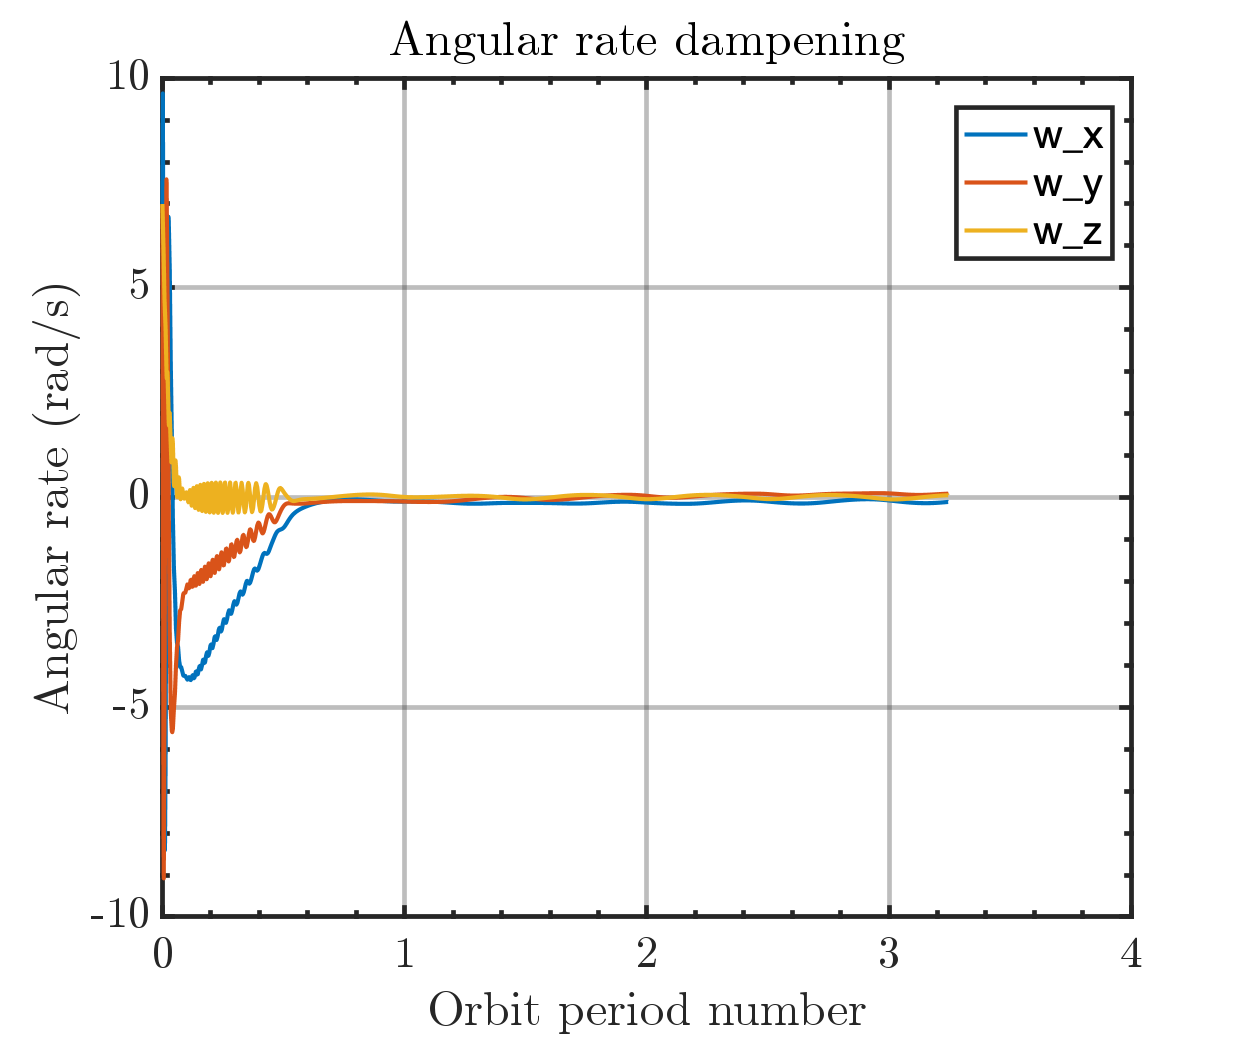 Angular rate dampening
10
5
0
-5
-10
Angular rate (rad/s)
w_x
w_y
w_z
0 1 2 3 4
Orbit period number